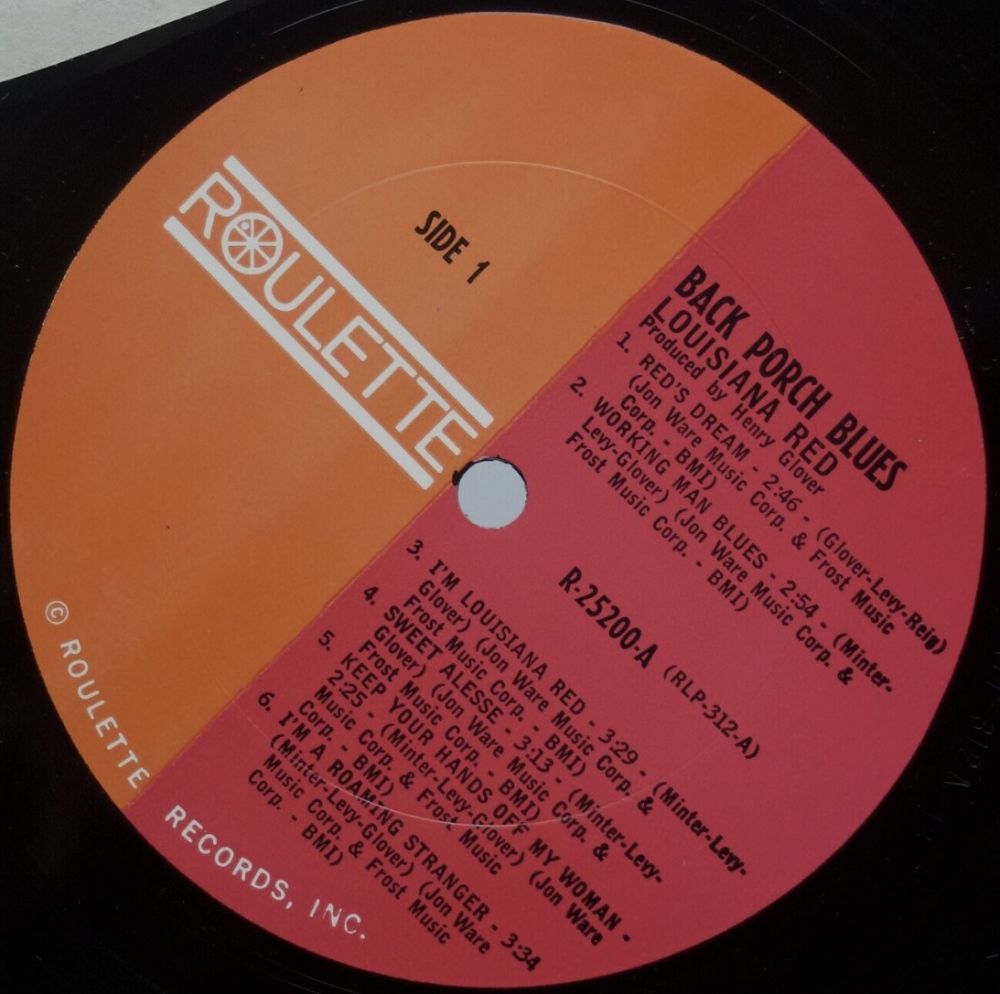 ROULETTE
SIDE 1
BACK PORCH BLUES
LOUISIANA RED
Produced by Henry Glover
1. RED'S DREAM - 2:46 - (Glover-Levy-Reig)
(Jon Ware Music Corp. & Frost Music
Corp. - BMI)
2. WORKING MAN BLUES - 2:54 - (Minter-
Levy-Glover) (Jon Ware Music Corp. &
Frost Music Corp. - BMI)
R-25200-A (RLP-312-A)
3. I'M LOUISIANA RED - 3:29 - (Minter-Levy-
Glover) (Jon Ware Music Corp. &
Frost Music Corp. - BMI)
4. SWEET ALESSE - 3:13 - (Minter-Levy-
Glover) (Jon Ware Music Corp. &
Frost Music Corp. - BMI)
5. KEEP YOUR HANDS OFF MY WOMAN -
2:25 - (Minter-Levy-Glover) (Jon Ware
Music Corp. & Frost Music
Corp. - BMI)
6. I'M A ROAMING STRANGER - 3:34
(Minter-Levy-Glover) (Jon Ware
Music Corp. & Frost Music
Corp. - BMI)
© ROULETTE RECORDS, INC.